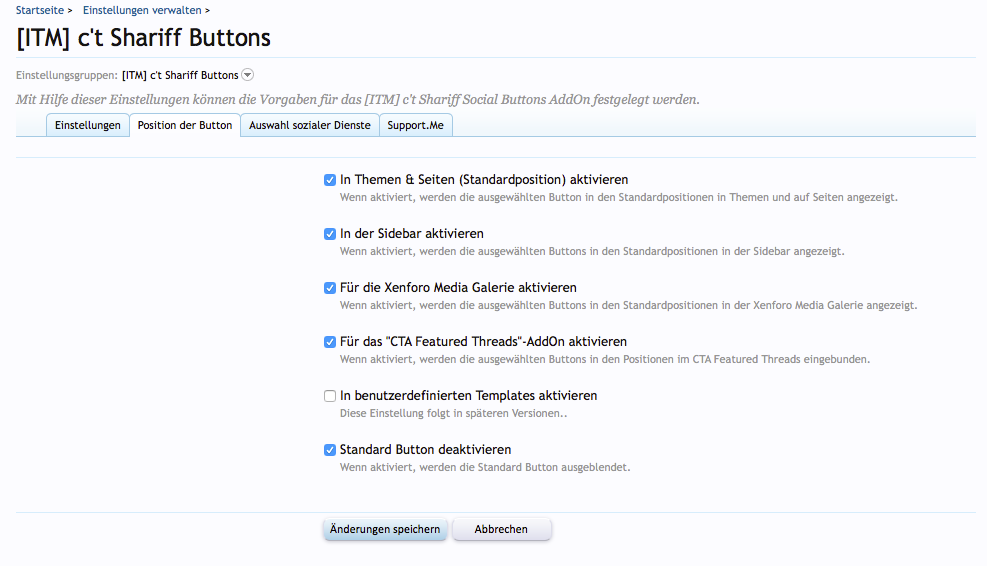 Startseite > Einstellungen verwalten >
[ITM] c't Shariff Buttons
Einstellungsgruppen: [ITM] c't Shariff Buttons
Mit Hilfe dieser Einstellungen können die Vorgaben für das [ITM] c't Shariff Social Buttons AddOn festgelegt werden.
Einstellungen Position der Button Auswahl sozialer Dienste Support.Me
In Themen & Seiten (Standardposition) aktivieren
Wenn aktiviert, werden die ausgewählten Button in den Standardpositionen in Themen und auf Seiten angezeigt.
In der Sidebar aktivieren
Wenn aktiviert, werden die ausgewählten Buttons in den Standardpositionen in der Sidebar angezeigt.
Für die Xenforo Media Galerie aktivieren
Wenn aktiviert, werden die ausgewählten Buttons in den Standardpositionen in der Xenforo Media Galerie angezeigt.
Für das "CTA Featured Threads"-AddOn aktivieren
Wenn aktiviert, werden die ausgewählten Buttons in den Positionen im CTA Featured Threads eingebunden.
In benutzerdefinierten Templates aktivieren
Diese Einstellung folgt in späteren Versionen..
Standard Button deaktivieren
Wenn aktiviert, werden die Standard Button ausgeblendet.
Änderungen speichern Abbrechen